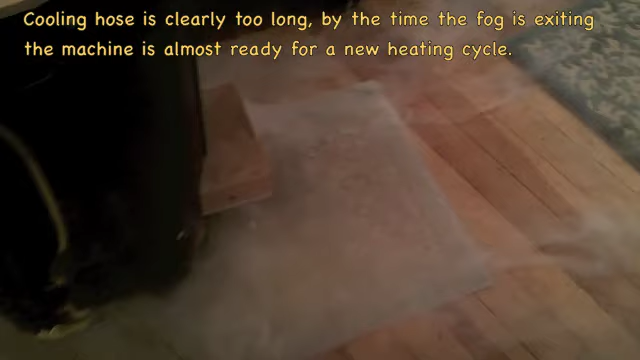 Cooling hose is clearly too long, by the time the fog is exiting
the machine is almost ready for a new heating cycle.